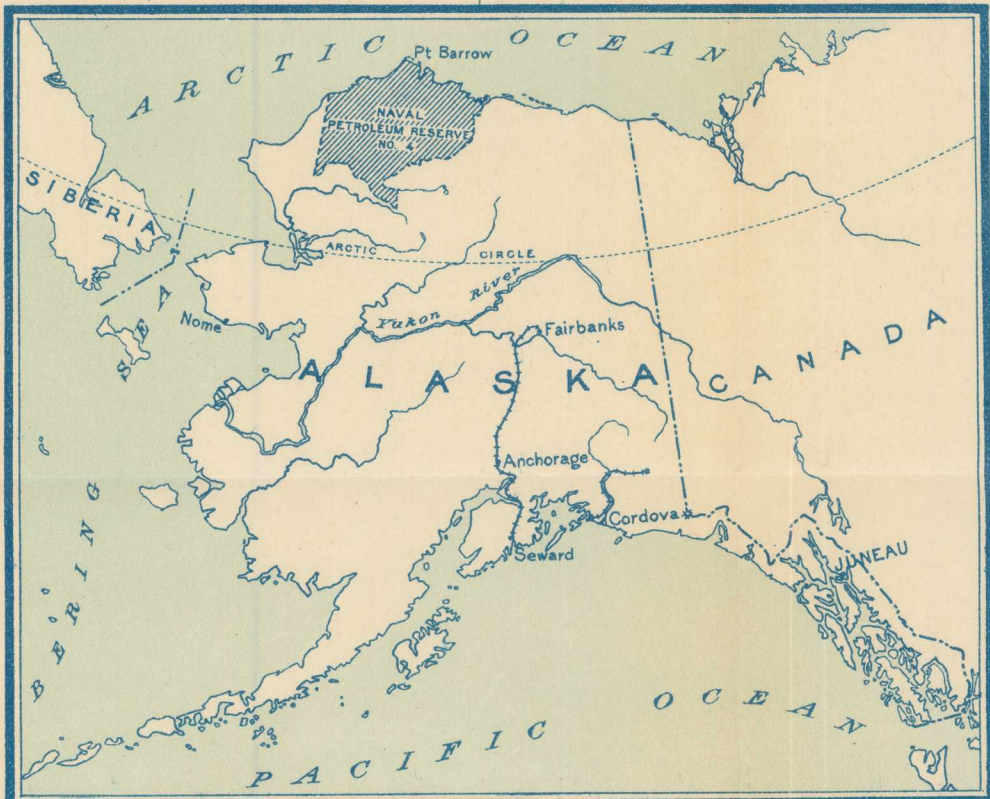 ARCTIC OCEAN
Pt Barrow
NAVAL
PETROLEUM RESERVE
NO. 4
SIBERIA
ARCTIC CIRCLE
Yukon River
Nome
Fairbanks
ALASKA
CANADA
Anchorage
Cordova
Seward
JUNEAU
BERING SEA
PACIFIC OCEAN